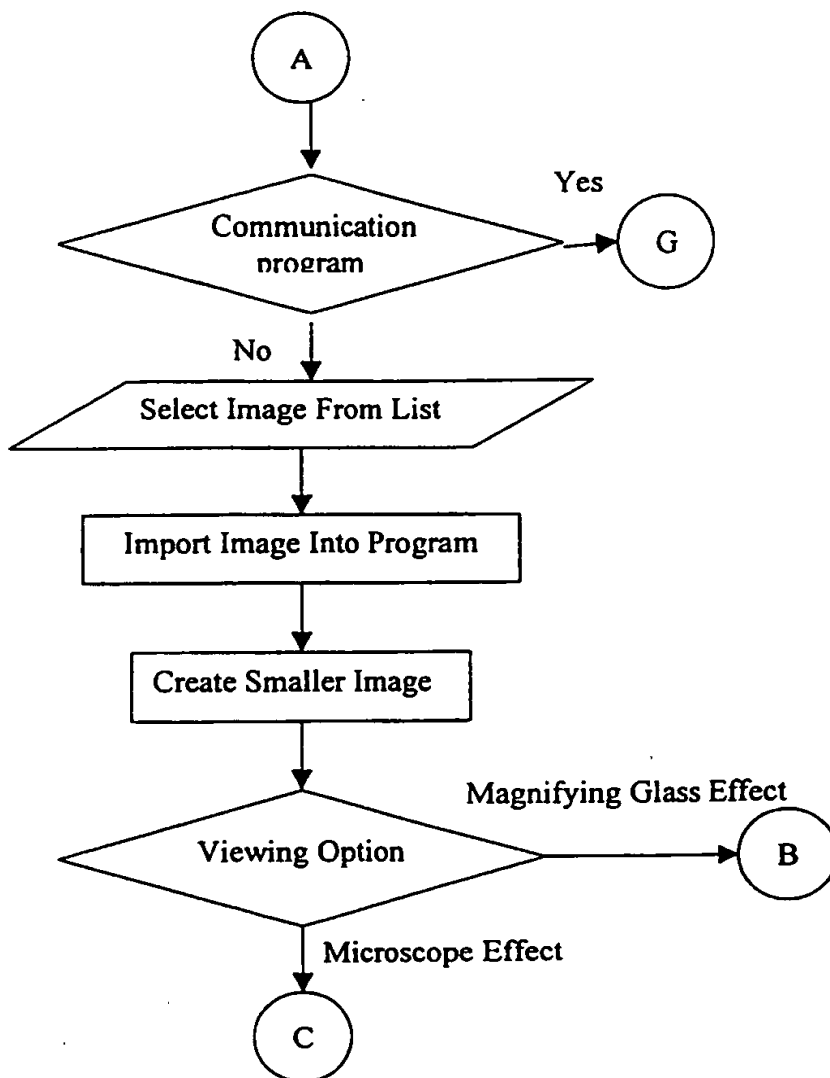 A
Yes
Communication
program
G
No
Select Image From List
Import Image Into Program
Create Smaller Image
Magnifying Glass Effect
Viewing Option
B
Microscope Effect
C